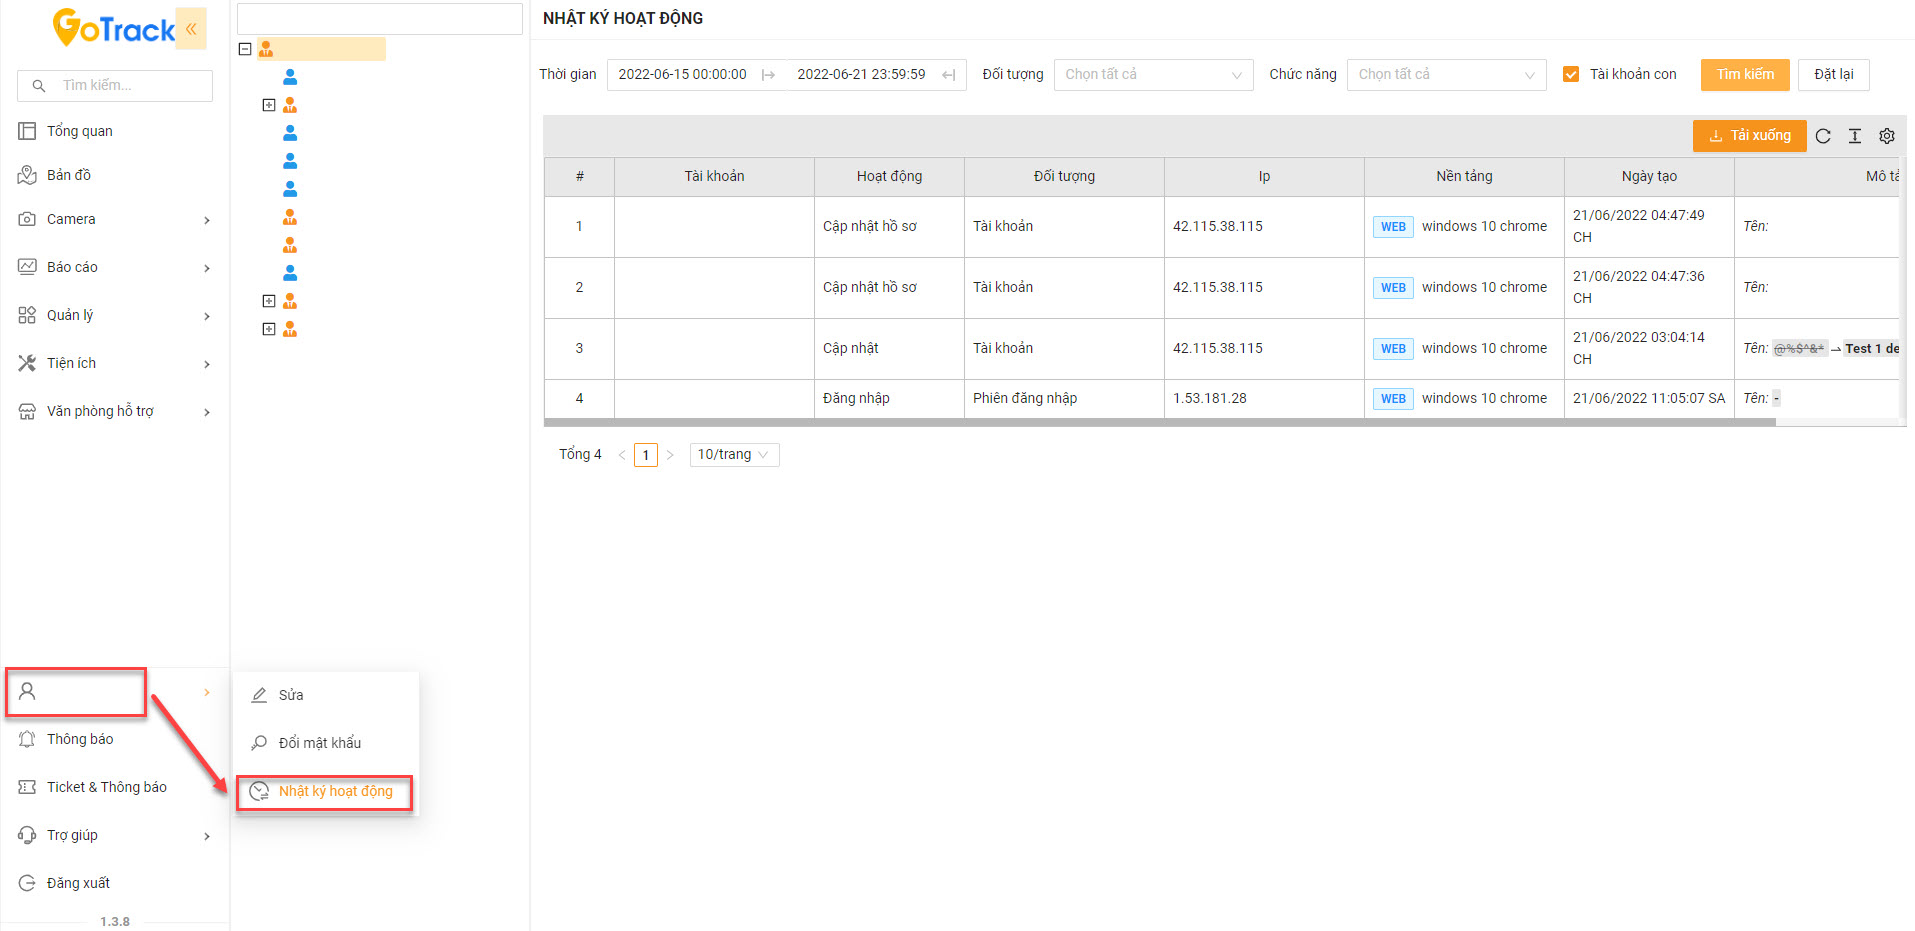 GoTrack
«
Tìm kiếm...
Tổng quan
Bản đồ
Camera
Báo cáo
Quản lý
Tiện ích
Văn phòng hỗ trợ
Thông báo
Ticket & Thông báo
Trợ giúp
Đăng xuất
1.3.8
Sửa
Đổi mật khẩu
Nhật ký hoạt động
NHẬT KÝ HOẠT ĐỘNG
Thời gian 2022-06-15 00:00:00 2022-06-21 23:59:59 Đối tượng Chọn tất cả Chức năng Chọn tất cả Tài khoản con Tìm kiếm Đặt lại
Tải xuống
# Tài khoản Hoạt động Đối tượng Ip Nền tảng Ngày tạo Mô tả
1 Cập nhật hồ sơ Tài khoản 42.115.38.115 WEB windows 10 chrome 21/06/2022 04:47:49 CH Tên:
2 Cập nhật hồ sơ Tài khoản 42.115.38.115 WEB windows 10 chrome 21/06/2022 04:47:36 CH Tên:
3 Cập nhật Tài khoản 42.115.38.115 WEB windows 10 chrome 21/06/2022 03:04:14 CH Tên: @%$^&* → Test 1 de
4 Đăng nhập Phiên đăng nhập 1.53.181.28 WEB windows 10 chrome 21/06/2022 11:05:07 SA Tên: -
Tổng 4 < 1 > 10/trang